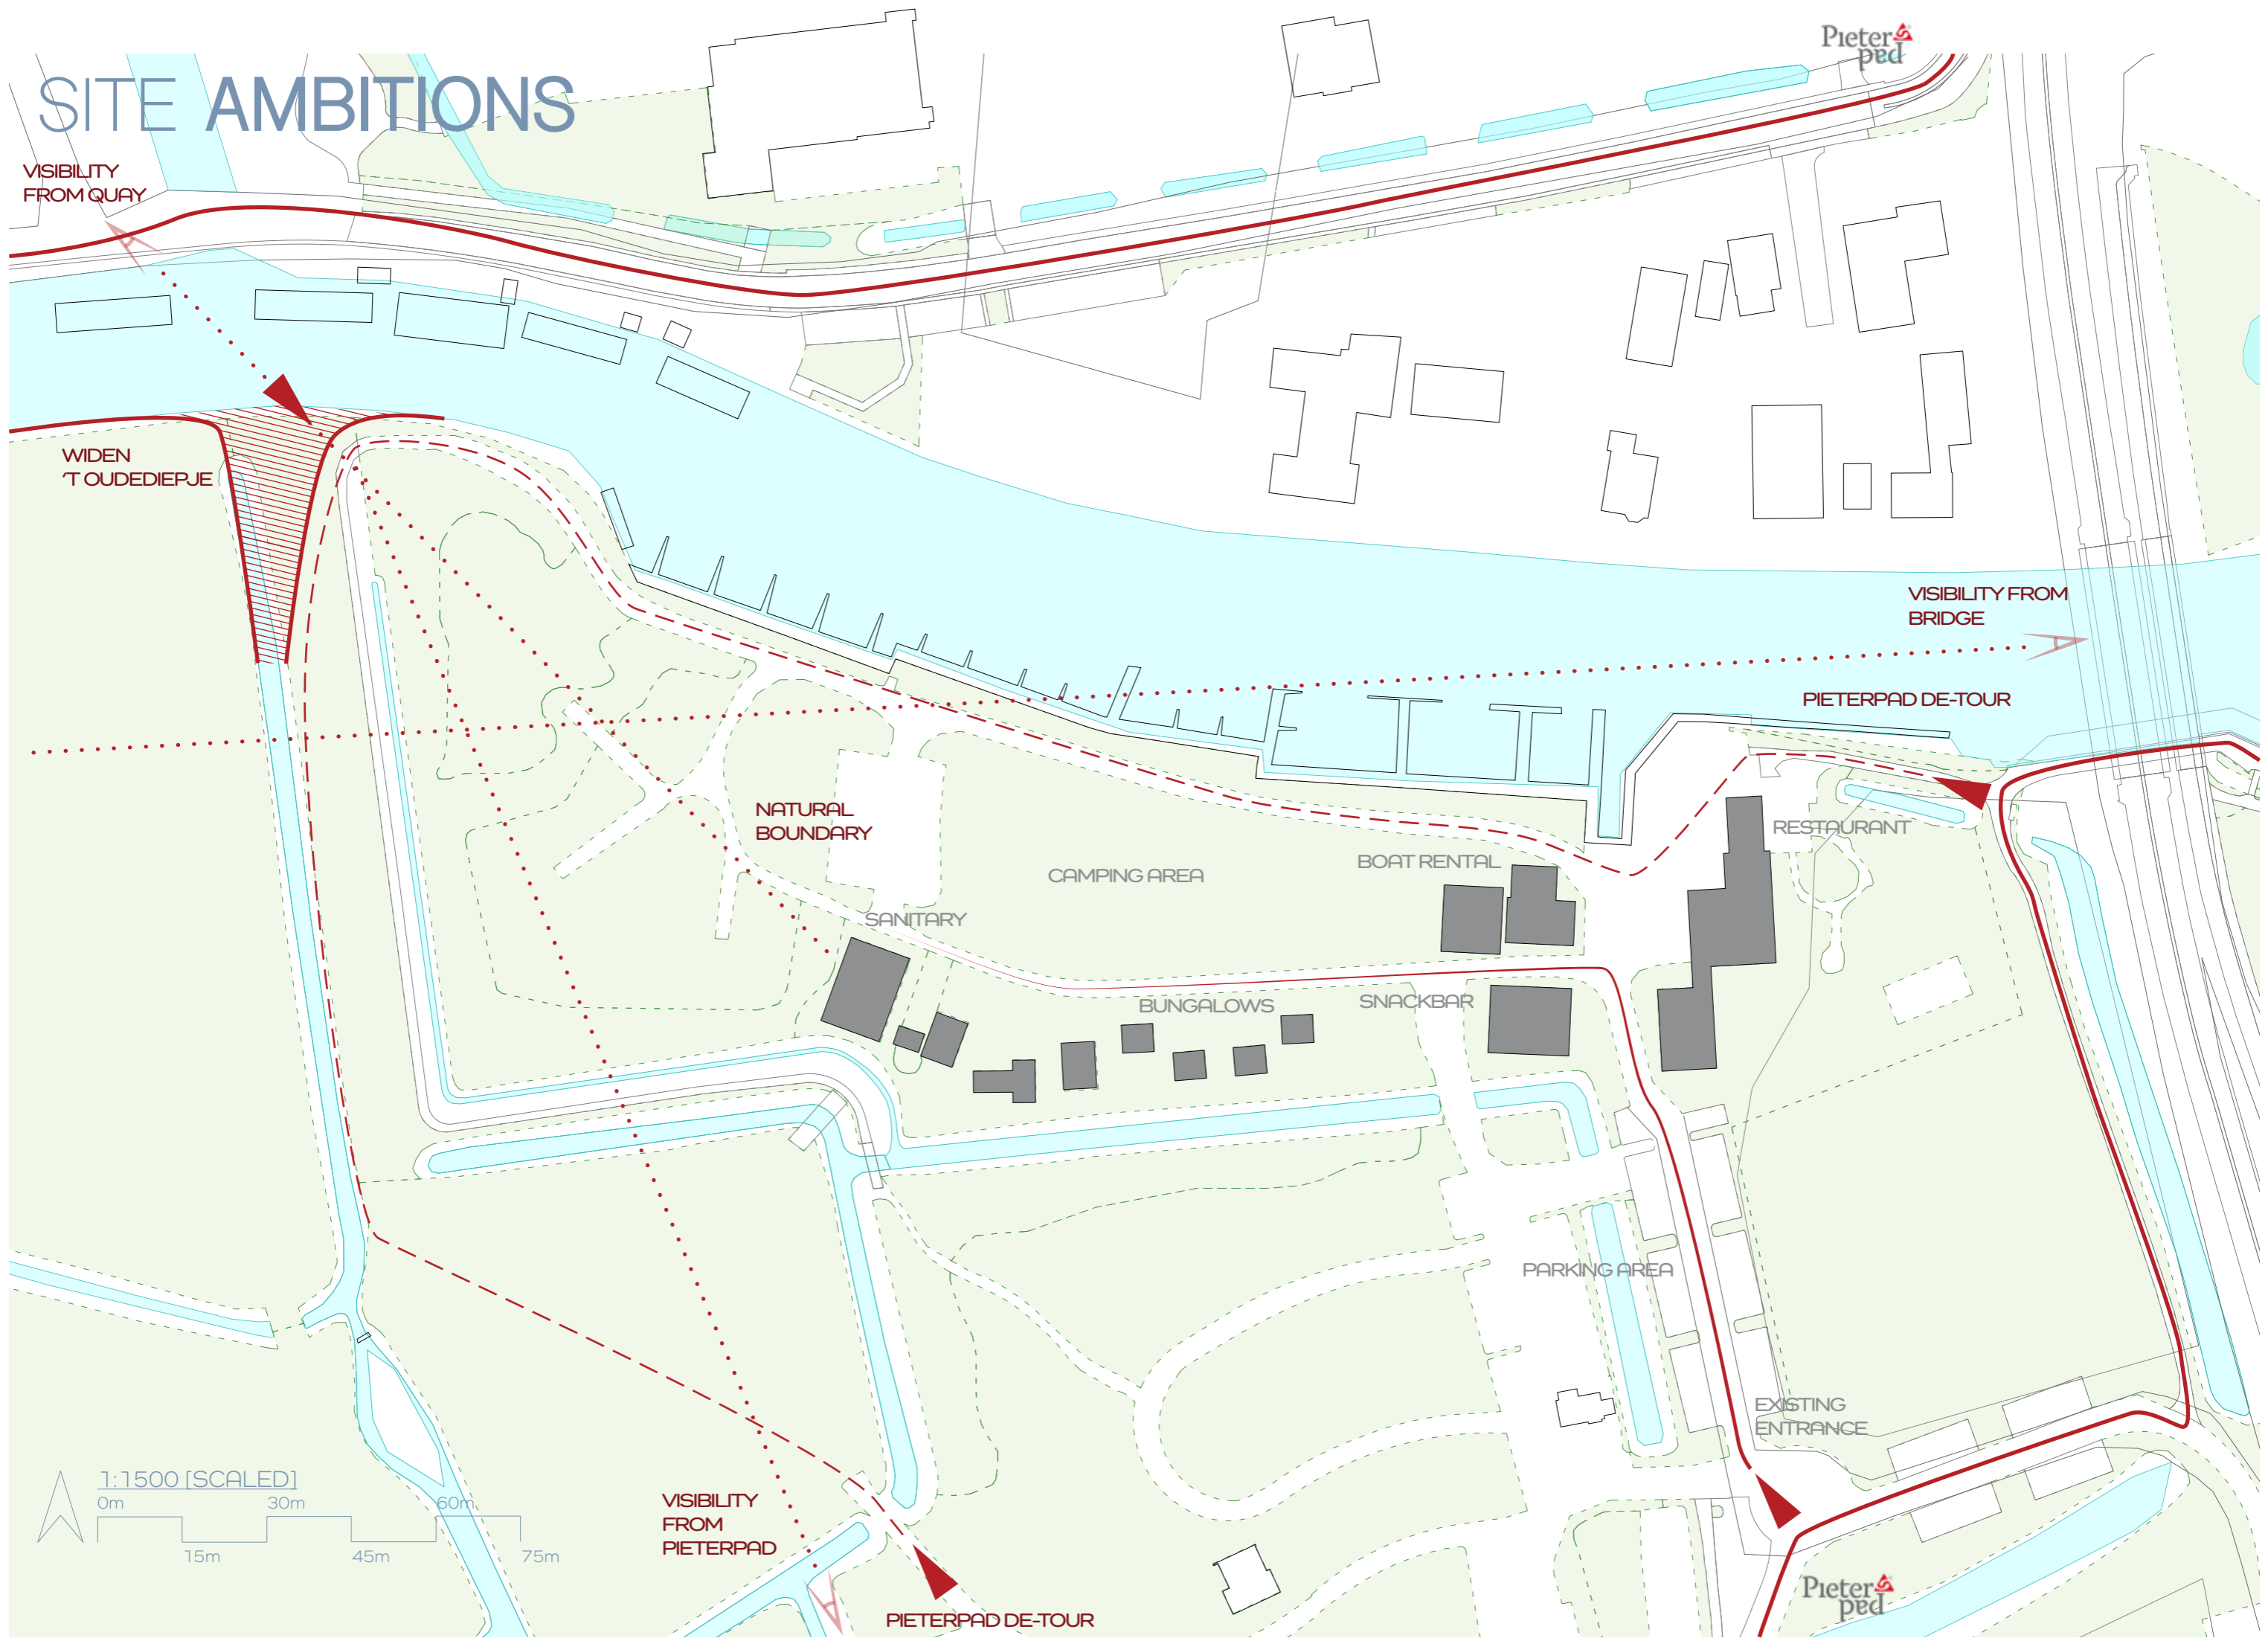 Pieter
pad
SITE AMBITIONS
VISIBILITY
FROM QUAY
WIDEN
'T OUDEDIEPJE
VISIBILITY FROM
BRIDGE
PIETERPAD DE-TOUR
NATURAL
BOUNDARY
RESTAURANT
BOAT RENTAL
CAMPING AREA
SANITARY
BUNGALOWS
SNACKBAR
PARKING AREA
EXISTING
ENTRANCE
1:1500 [SCALED]
0m 30m 60m
15m 45m 75m
VISIBILITY
FROM
PIETERPAD
PIETERPAD DE-TOUR
Pieter
pad